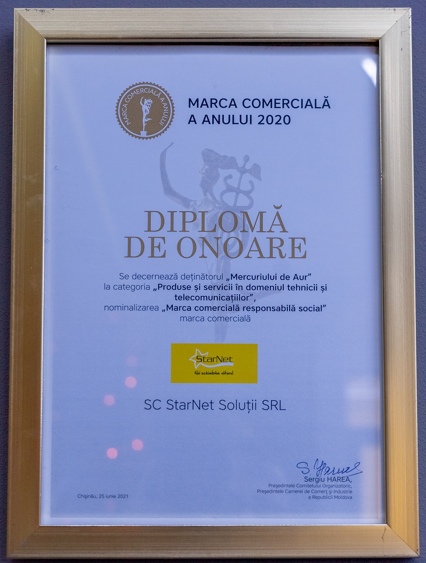 MARCA COMERCIALĂ A ANULUI
MARCA COMERCIALĂ
A ANULUI 2020
DIPLOMĂ
DE ONOARE
Se decernează deținătorul „Mercuriului de Aur”
la categoria „Produse și servicii în domeniul tehnicii și
telecomunicațiilor”,
nominalizarea „Marca comercială responsabilă social”
marca comercială
StarNet
SC StarNet Soluții SRL
Sergiu HAREA,
Președintele Comitetului Organizatoric,
Președintele Camerei de Comerț și Industrie
a Republicii Moldova
Chișinău, 25 iunie 2021